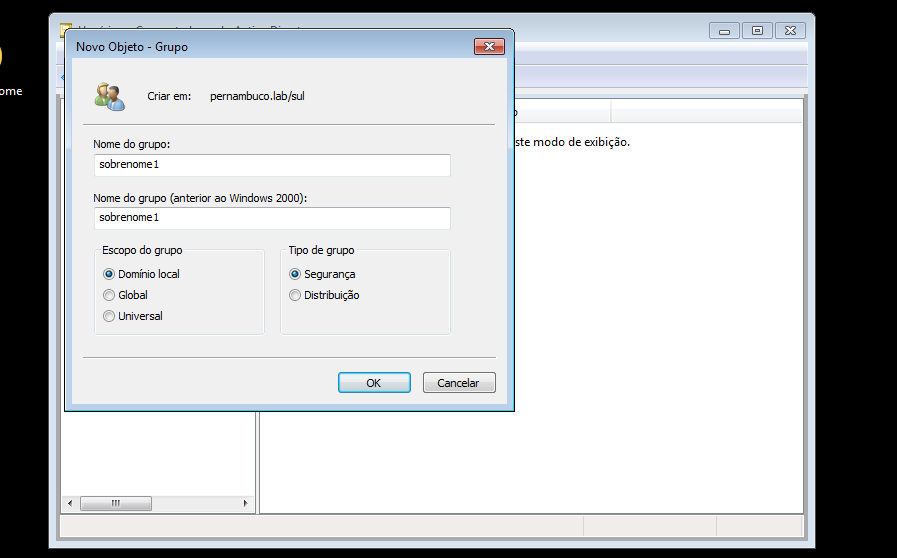 Novo Objeto - Grupo
ome
Criar em: pernambuco.lab/sul
ste modo de exibição.
Nome do grupo:
sobrenome1
Nome do grupo (anterior ao Windows 2000):
sobrenome1
Escopo do grupo
Domínio local
Global
Universal
Tipo de grupo
Segurança
Distribuição
OK
Cancelar